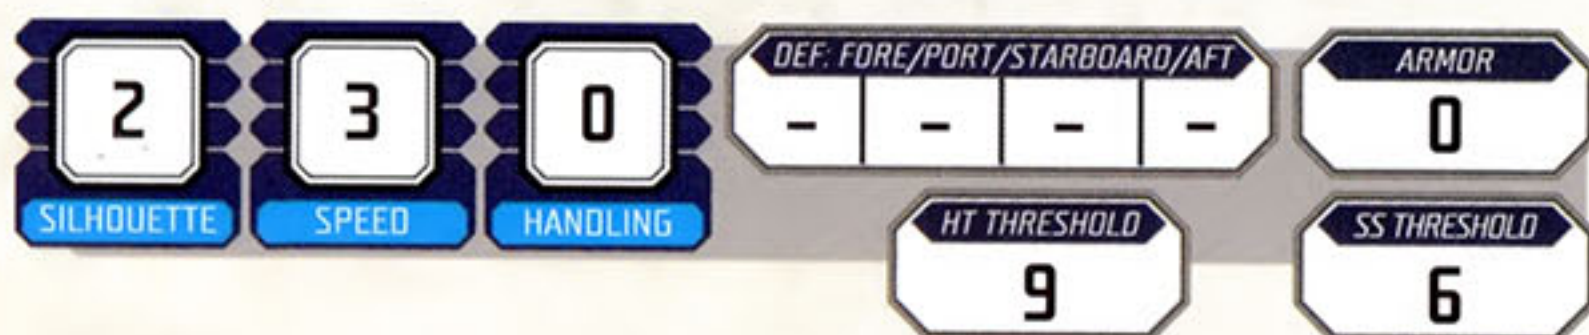 2 3 0 DEF: FORE/PORT/STARBOARD/AFT ARMOR
- - - - 0
SILHOUETTE SPEED HANDLING HT THRESHOLD SS THRESHOLD
9 6